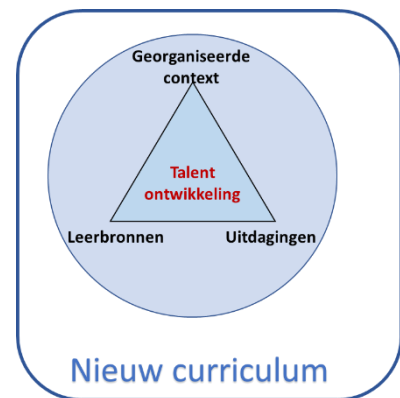 Georganiseerde
context
Talent
ontwikkeling
Leerbronnen
Uitdagingen
Nieuw curriculum